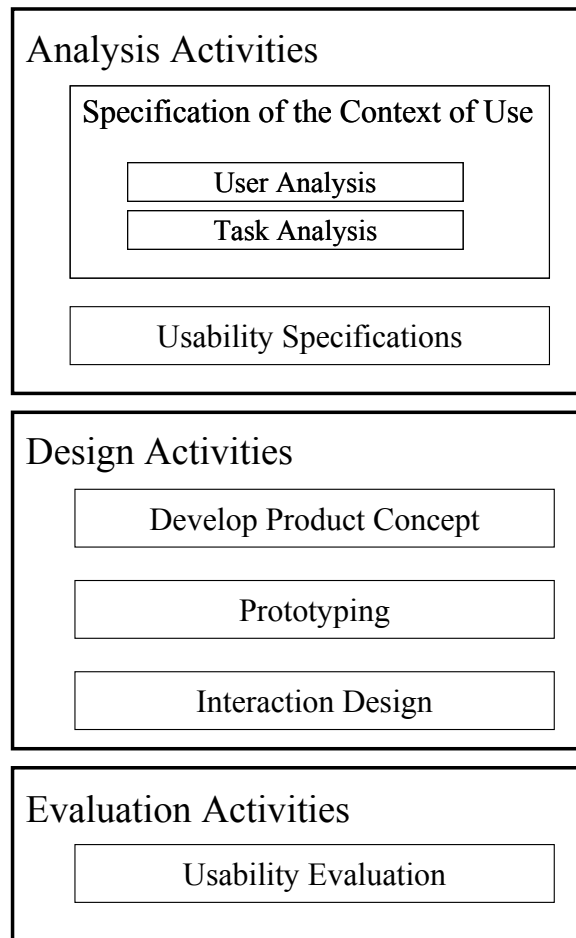 Analysis Activities
Specification of the Context of Use
User Analysis
Task Analysis
Usability Specifications
Design Activities
Develop Product Concept
Prototyping
Interaction Design
Evaluation Activities
Usability Evaluation